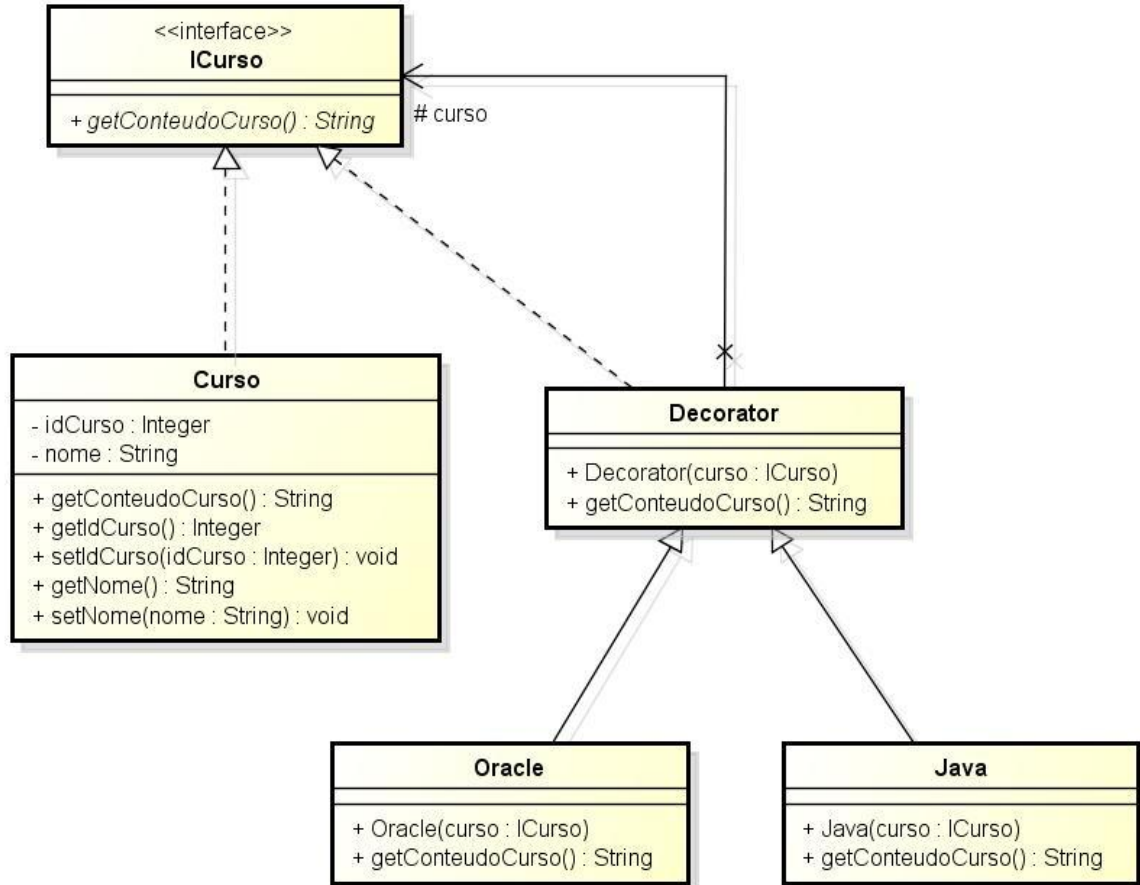 <<interface>>
ICurso
+ getConteudoCurso() : String
# curso
Curso
- idCurso : Integer
- nome : String
+ getConteudoCurso() : String
+ getIdCurso() : Integer
+ setIdCurso(idCurso : Integer) : void
+ getNome() : String
+ setNome(nome : String) : void
Decorator
+ Decorator(curso : ICurso)
+ getConteudoCurso() : String
Oracle
+ Oracle(curso : ICurso)
+ getConteudoCurso() : String
Java
+ Java(curso : ICurso)
+ getConteudoCurso() : String